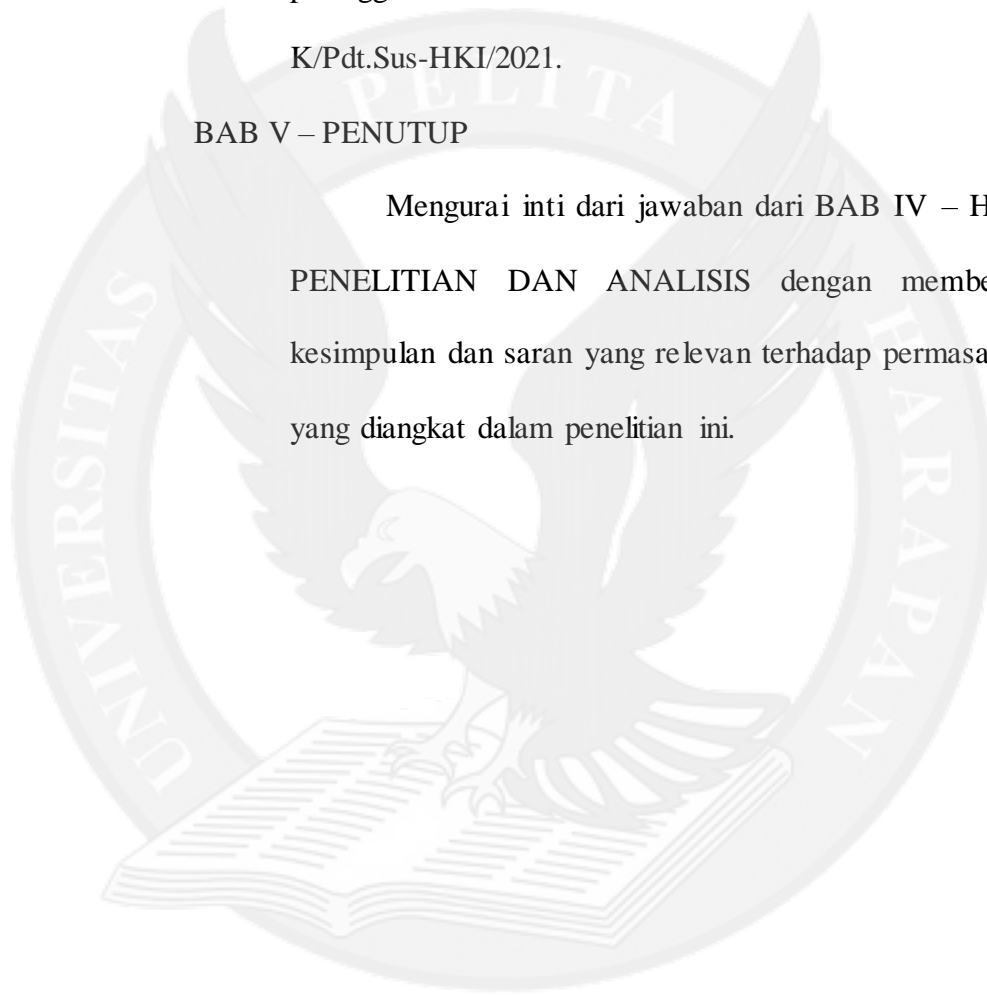 K/Pdt.Sus-HKI/2021.
BAB V – PENUTUP
Mengurai inti dari jawaban dari BAB IV – H
PENELITIAN DAN ANALISIS dengan membe
kesimpulan dan saran yang relevan terhadap permasa
yang diangkat dalam penelitian ini.
UNIVERSITAS PELITA HARAPAN